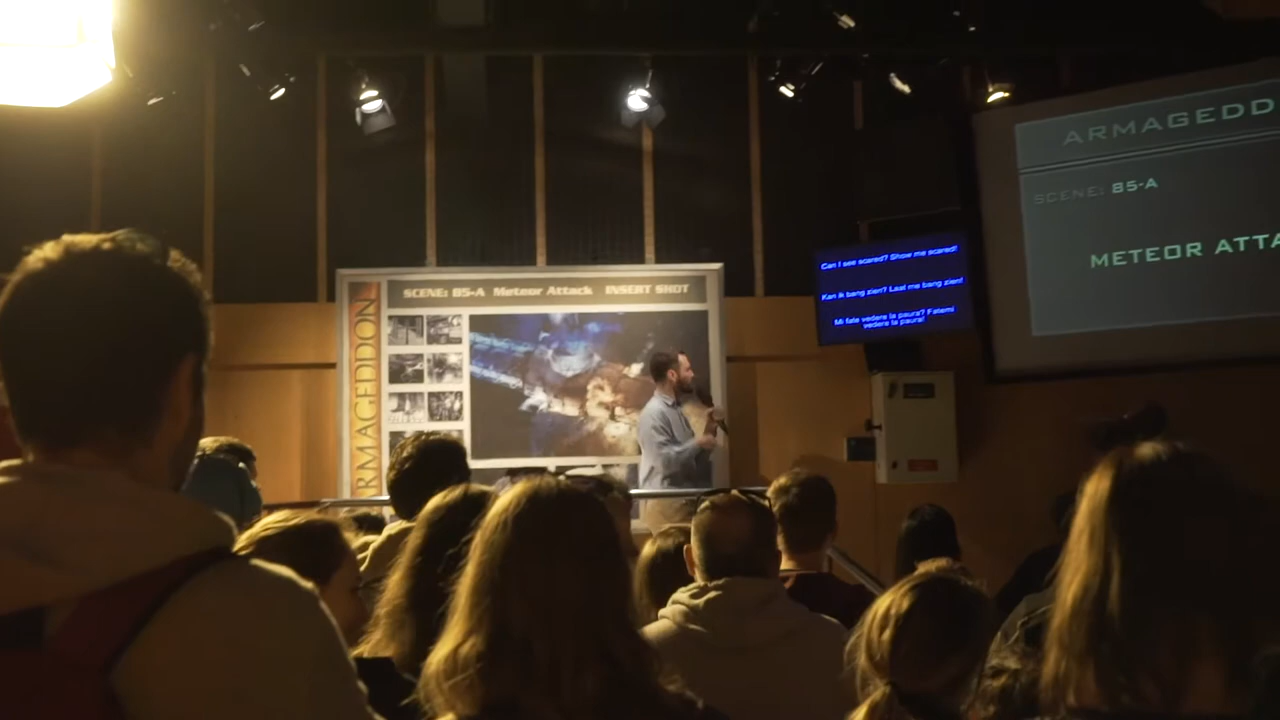 ARMAGEDD
SCENE: 85-A
METEOR ATTA
SCENE: 85-A Meteor Attack INSERT SHOT
ARMAGEDDON
Can I see scared? Show me scared!
Kan ik bang zien? Laat me bang zien!
Mi fate vedere la paura? Fatemi
vedere la paura!